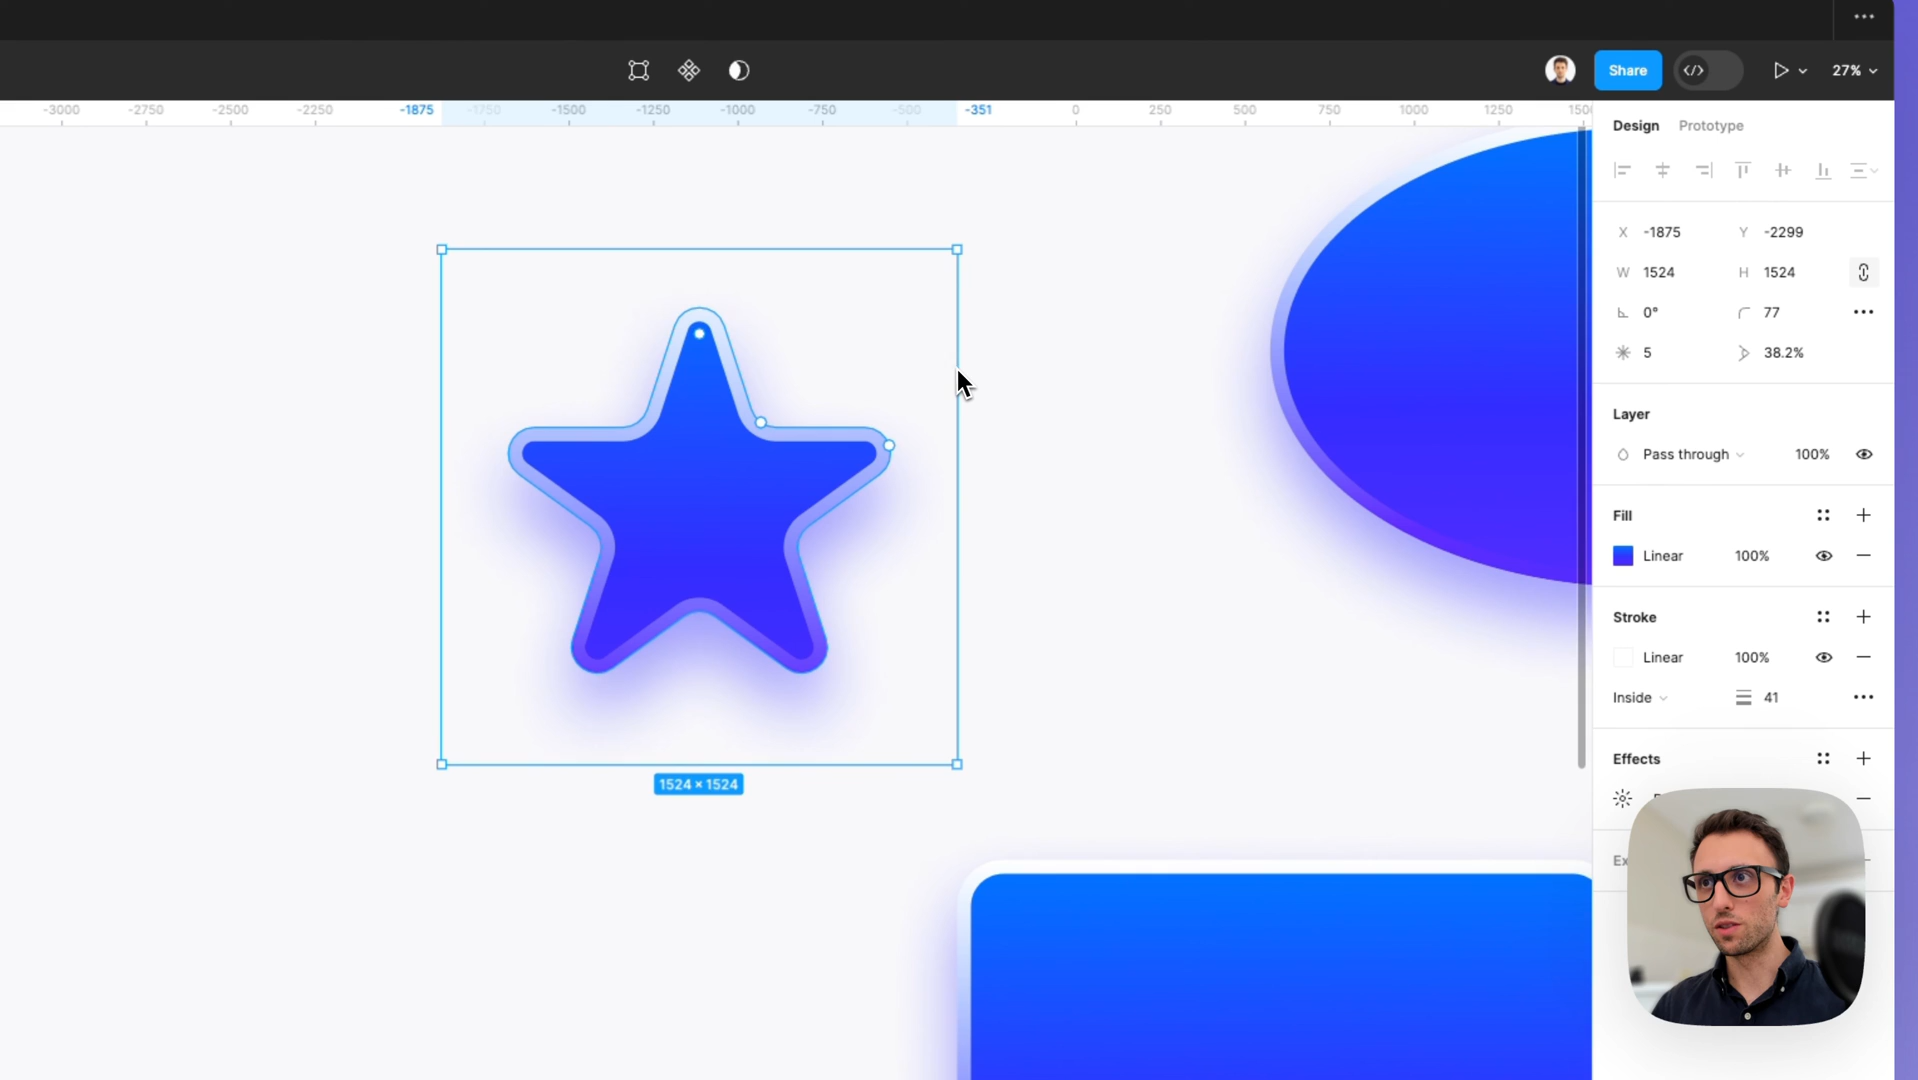 Share
27%
-3000 -2750 -2500 -2250 -1875 -1750 -1500 -1250 -1000 -750 -500 -351 0 250 500 750 1000 1250
Design Prototype
X -1875 Y -2299
W 1524 H 1524
0° 77
5 38.2%
Layer
Pass through 100%
Fill
Linear 100%
Stroke
Linear 100%
Inside 41
Effects
1524 × 1524